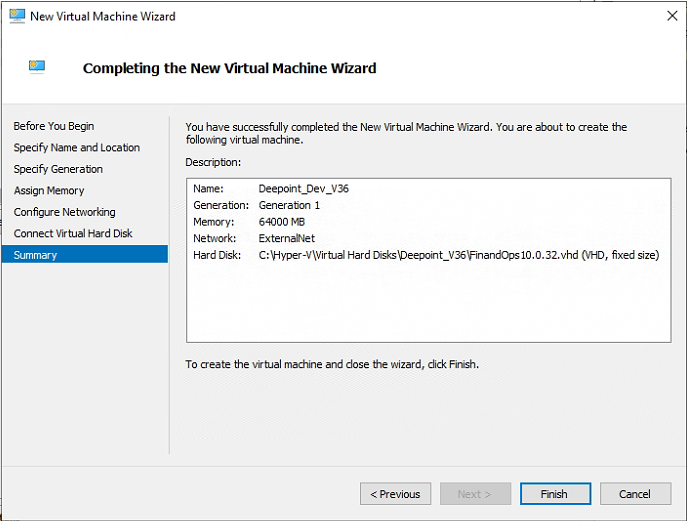 New Virtual Machine Wizard
Completing the New Virtual Machine Wizard
Before You Begin
Specify Name and Location
Specify Generation
Assign Memory
Configure Networking
Connect Virtual Hard Disk
Summary
You have successfully completed the New Virtual Machine Wizard. You are about to create the
following virtual machine.
Description:
Name: Deepoint_Dev_V36
Generation: Generation 1
Memory: 64000 MB
Network: ExternalNet
Hard Disk: C:\Hyper-V\Virtual Hard Disks\Deepoint_V36\FinandOps10.0.32.vhd (VHD, fixed size)
To create the virtual machine and close the wizard, click Finish.
< Previous
Next >
Finish
Cancel